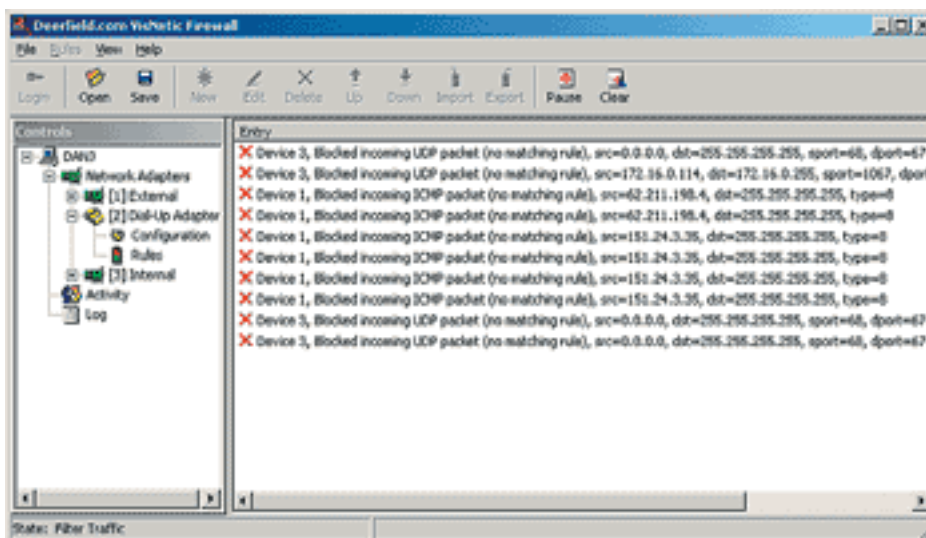 Deerfield.com VisNetic Firewall
File Rules View Help
Login Open Save New Edit Delete Up Down Import Export Pause Clear
Controls
DAN3
Network Adapters
[1] External
[2] Dial-Up Adapter
Configuration
Rules
[3] Internal
Activity
Log
Entry
Device 3, Blocked incoming UDP packet (no matching rule), src=0.0.0.0, dst=255.255.255.255, sport=68, dport=67
Device 3, Blocked incoming UDP packet (no matching rule), src=172.16.0.114, dst=172.16.0.255, sport=1067, dpor
Device 1, Blocked incoming ICMP packet (no matching rule), src=62.211.198.4, dst=255.255.255.255, type=8
Device 1, Blocked incoming ICMP packet (no matching rule), src=62.211.198.4, dst=255.255.255.255, type=8
Device 1, Blocked incoming ICMP packet (no matching rule), src=151.24.3.35, dst=255.255.255.255, type=8
Device 1, Blocked incoming ICMP packet (no matching rule), src=151.24.3.35, dst=255.255.255.255, type=8
Device 1, Blocked incoming ICMP packet (no matching rule), src=151.24.3.35, dst=255.255.255.255, type=8
Device 1, Blocked incoming ICMP packet (no matching rule), src=151.24.3.35, dst=255.255.255.255, type=8
Device 3, Blocked incoming UDP packet (no matching rule), src=0.0.0.0, dst=255.255.255.255, sport=68, dport=67
Device 3, Blocked incoming UDP packet (no matching rule), src=0.0.0.0, dst=255.255.255.255, sport=68, dport=67
State: Filter Traffic